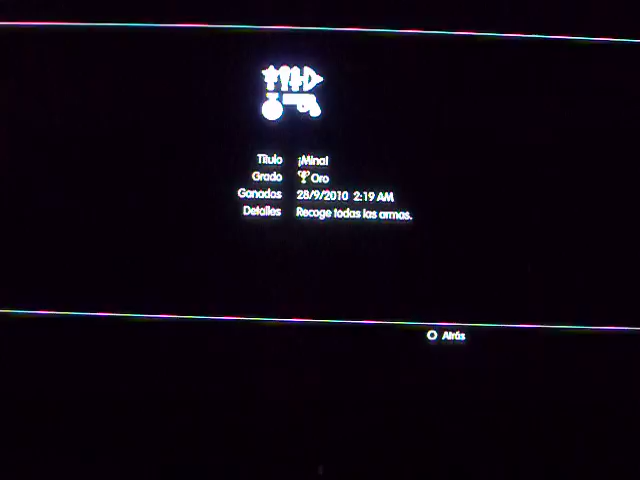 Título ¡Mina!
Grado Oro
Ganados 28/9/2010 2:19 AM
Detalles Recoge todas las armas.
Atrás